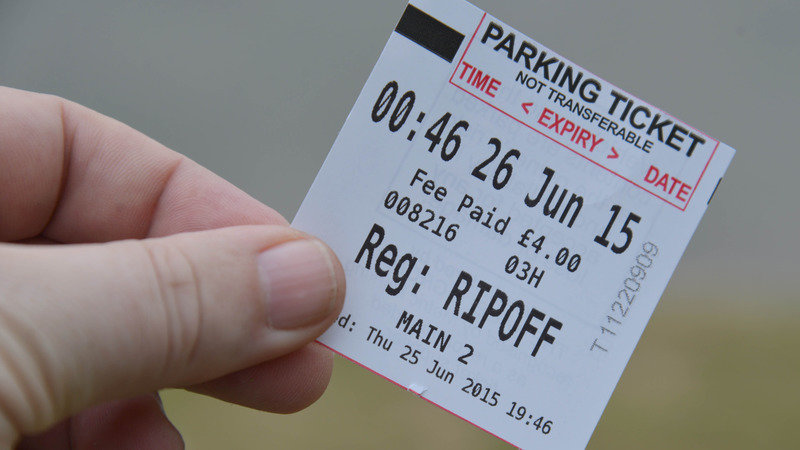 PARKING TICKET
NOT TRANSFERABLE
TIME < EXPIRY > DATE
00:46 26 Jun 15
Fee Paid £4.00
008216 03H
Reg: RIPOFF
MAIN 2
d: Thu 25 Jun 2015 19:46
T 11220909